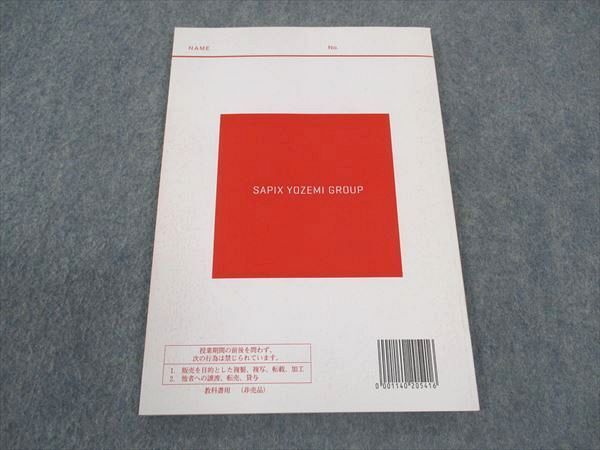 NAME No.
SAPIX YOZEMI GROUP
授業期間の前後を問わず、
次の行為は禁じられています。
1. 販売を目的とした複製、複写、転載、加工
2. 他者への譲渡、転売、貸与
教科書用 (非売品)
0 001140 205416